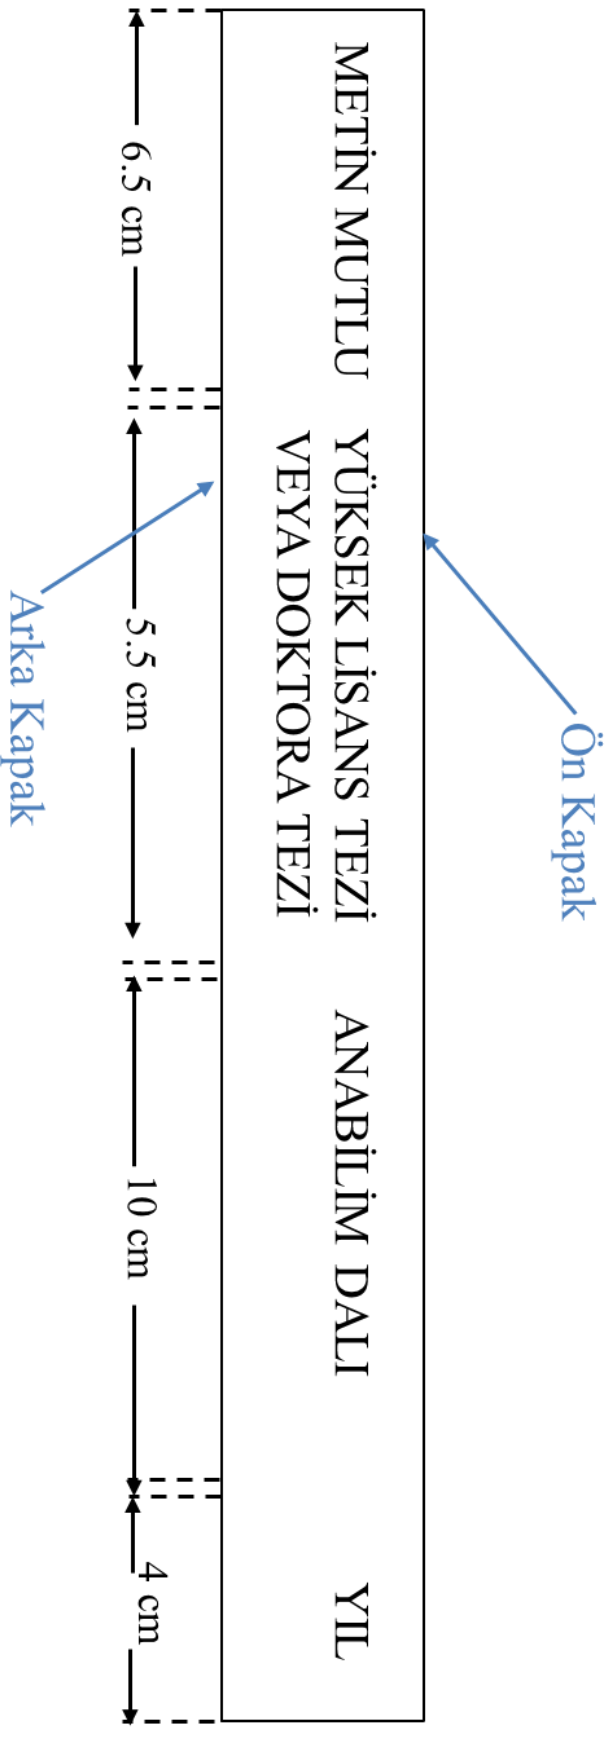 Ön Kapak
METİN MUTLU
YÜKSEK LİSANS TEZİ
VEYA DOKTORA TEZİ
ANABİLİM DALI
YIL
6.5 cm
5.5 cm
10 cm
4 cm
Arka Kapak